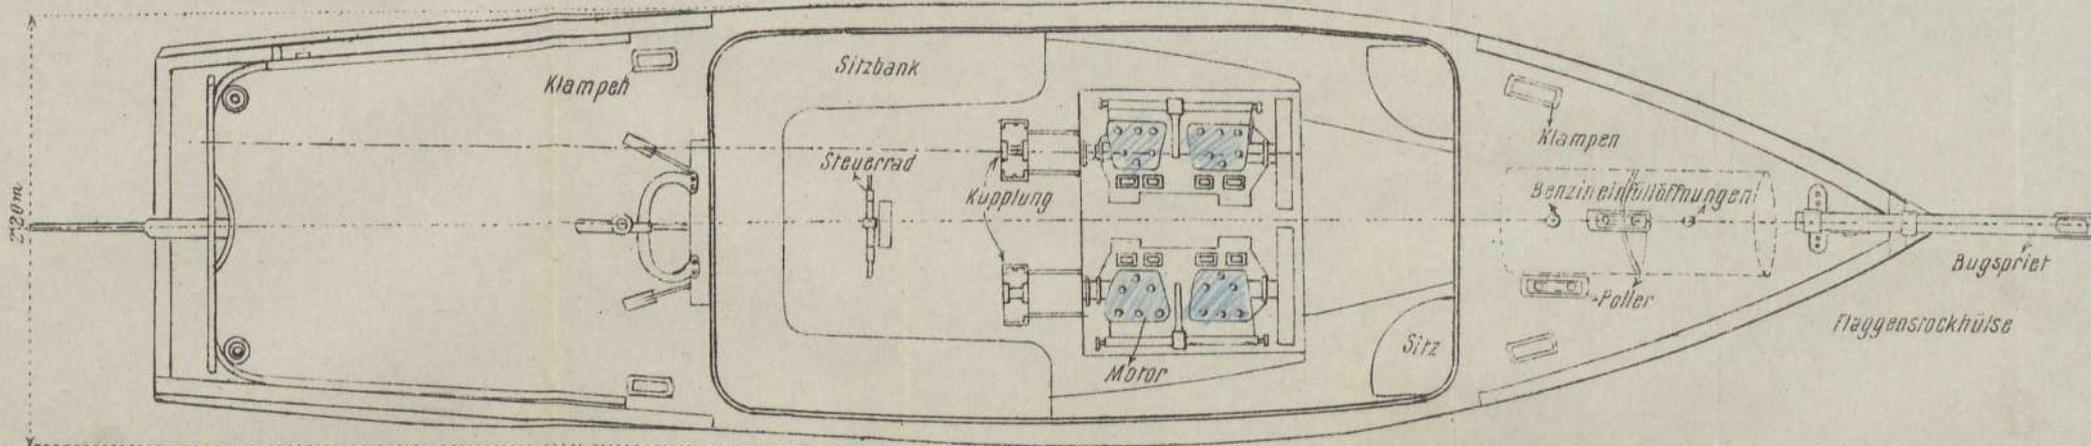 Klampen
Sitzbank
Steuerrad
Kupplung
Motor
Sitz
Klampen
Benzineinfüllöffnungen
Poller
Bugspriet
Flaggenstockhülse
2'20m